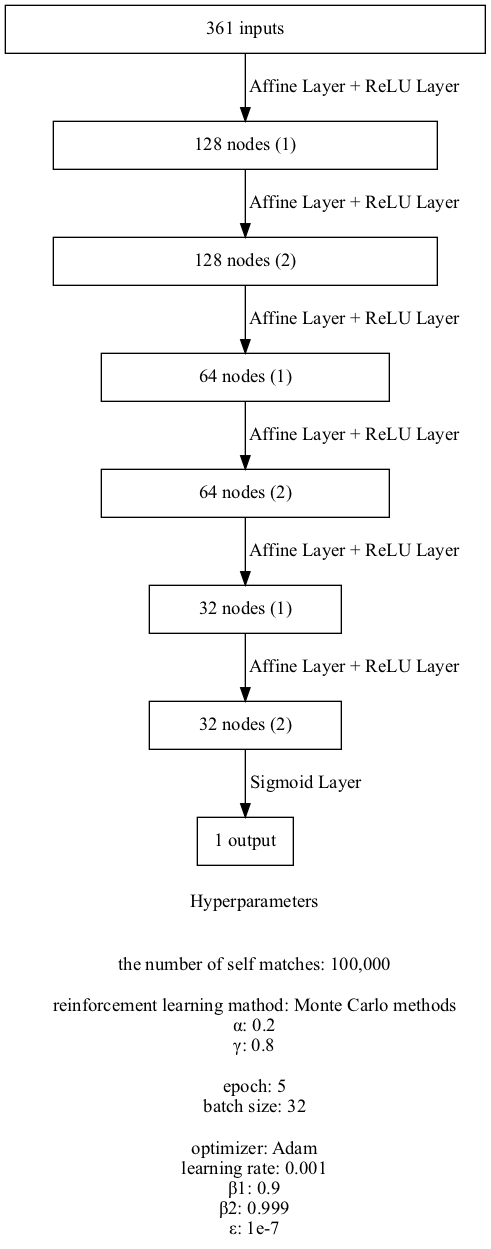 361 inputs
Affine Layer + ReLU Layer
128 nodes (1)
Affine Layer + ReLU Layer
128 nodes (2)
Affine Layer + ReLU Layer
64 nodes (1)
Affine Layer + ReLU Layer
64 nodes (2)
Affine Layer + ReLU Layer
32 nodes (1)
Affine Layer + ReLU Layer
32 nodes (2)
Sigmoid Layer
1 output
Hyperparameters
the number of self matches: 100,000
reinforcement learning mathod: Monte Carlo methods
α: 0.2
γ: 0.8
epoch: 5
batch size: 32
optimizer: Adam
learning rate: 0.001
β1: 0.9
β2: 0.999
ε: 1e-7